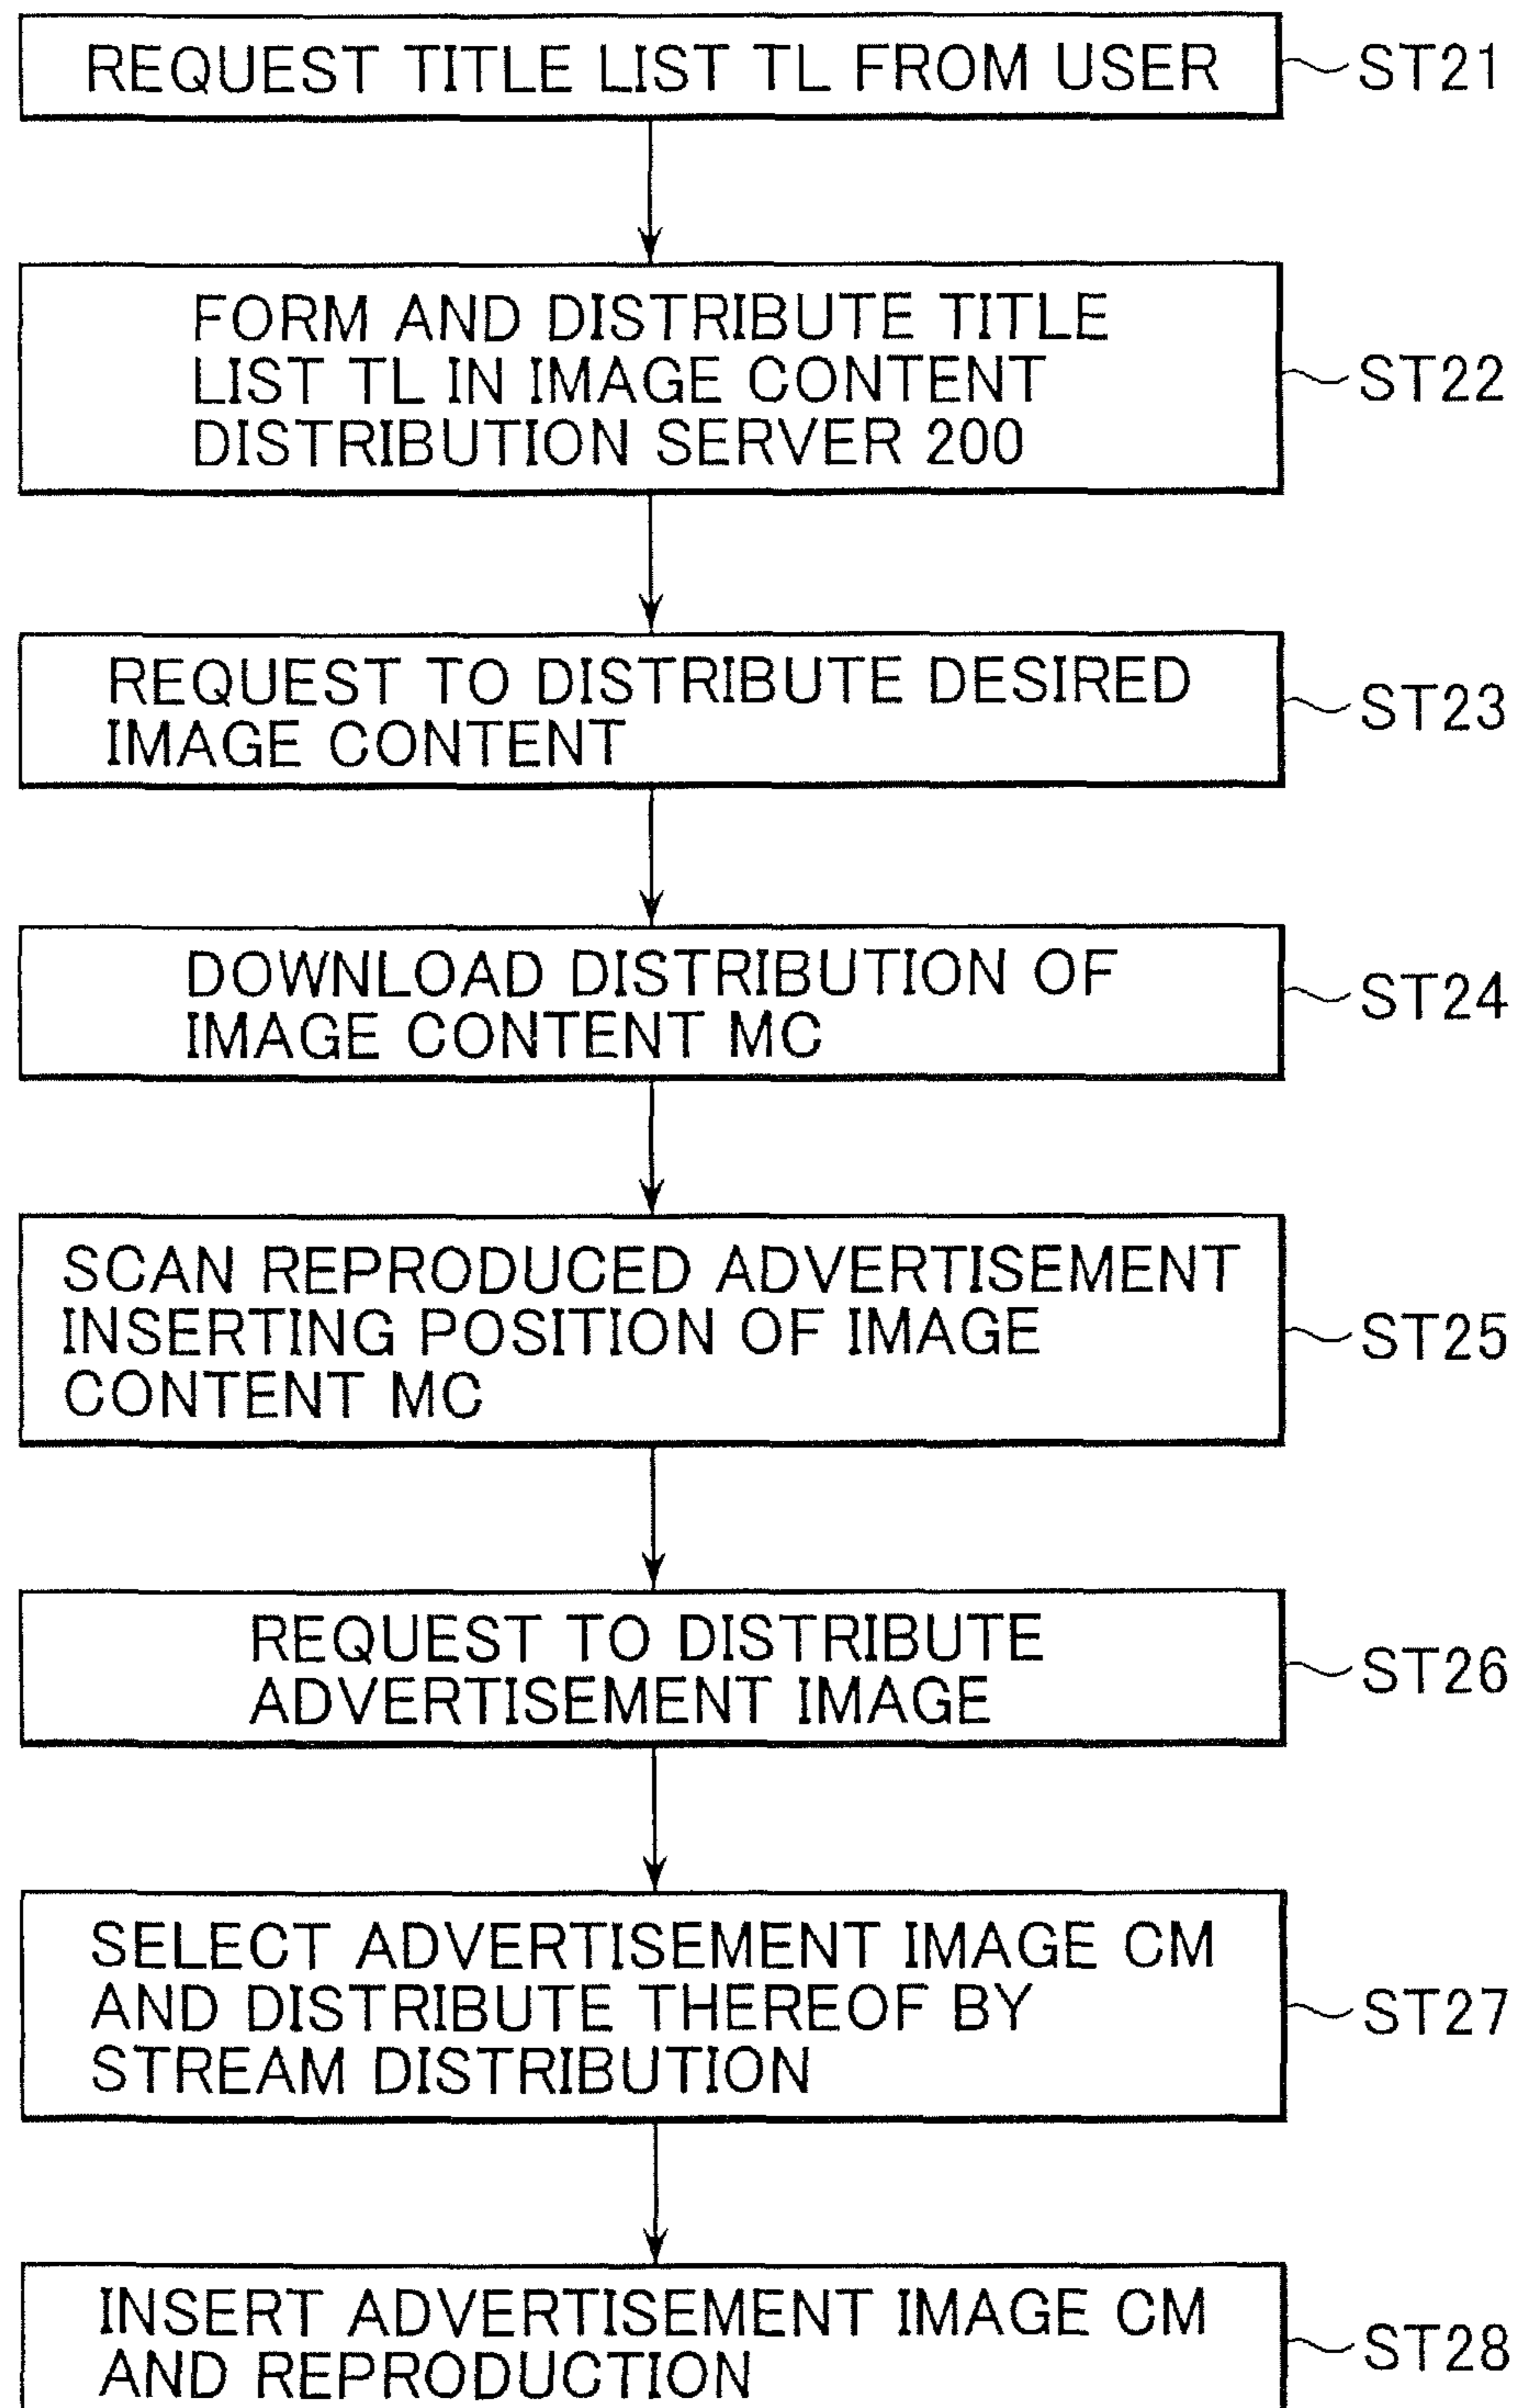 REQUEST TITLE LIST TL FROM USER
ST21
FORM AND DISTRIBUTE TITLE
LIST TL IN IMAGE CONTENT
DISTRIBUTION SERVER 200
ST22
REQUEST TO DISTRIBUTE DESIRED
IMAGE CONTENT
ST23
DOWNLOAD DISTRIBUTION OF
IMAGE CONTENT MC
ST24
SCAN REPRODUCED ADVERTISEMENT
INSERTING POSITION OF IMAGE
CONTENT MC
ST25
REQUEST TO DISTRIBUTE
ADVERTISEMENT IMAGE
ST26
SELECT ADVERTISEMENT IMAGE CM
AND DISTRIBUTE THEREOF BY
STREAM DISTRIBUTION
ST27
INSERT ADVERTISEMENT IMAGE CM
AND REPRODUCTION
ST28